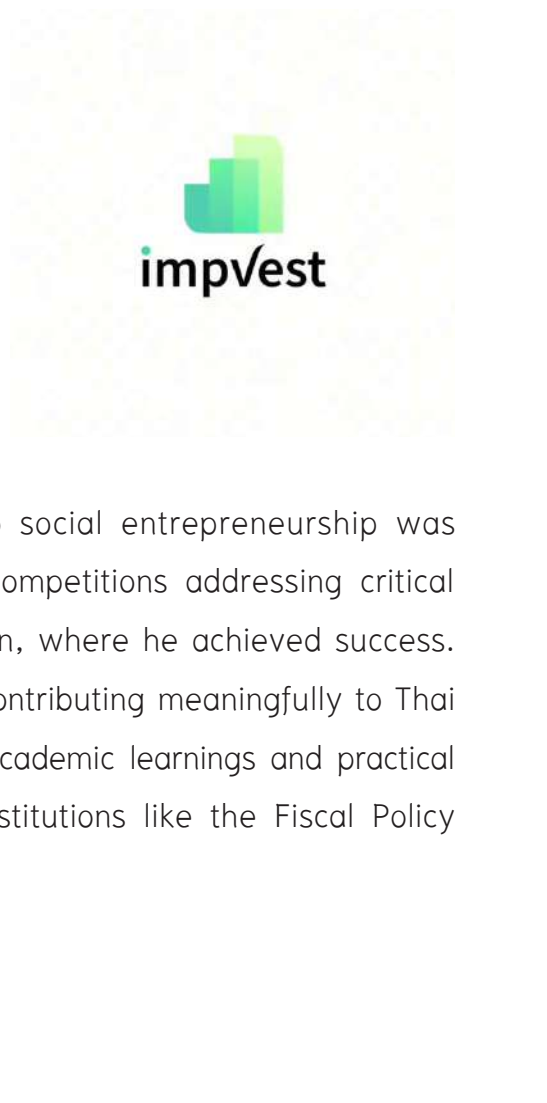 impvest
social entrepreneurship was
ompetitions addressing critical
n, where he achieved success.
ontributing meaningfully to Thai
cademic learnings and practical
stitutions like the Fiscal Policy